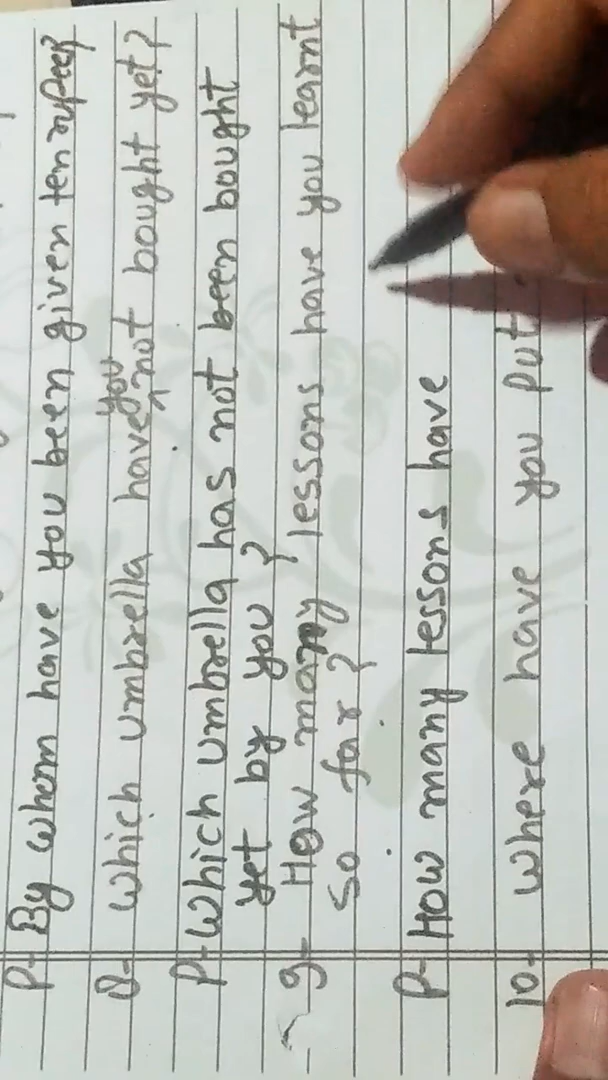 P- By whom have you been given ten rupees?
8- which umbrella have you not bought yet?
P- which umbrella has not been bought
yet by you?
9- How many lessons have you learnt
so far?
P- How many lessons have
10- where have you put